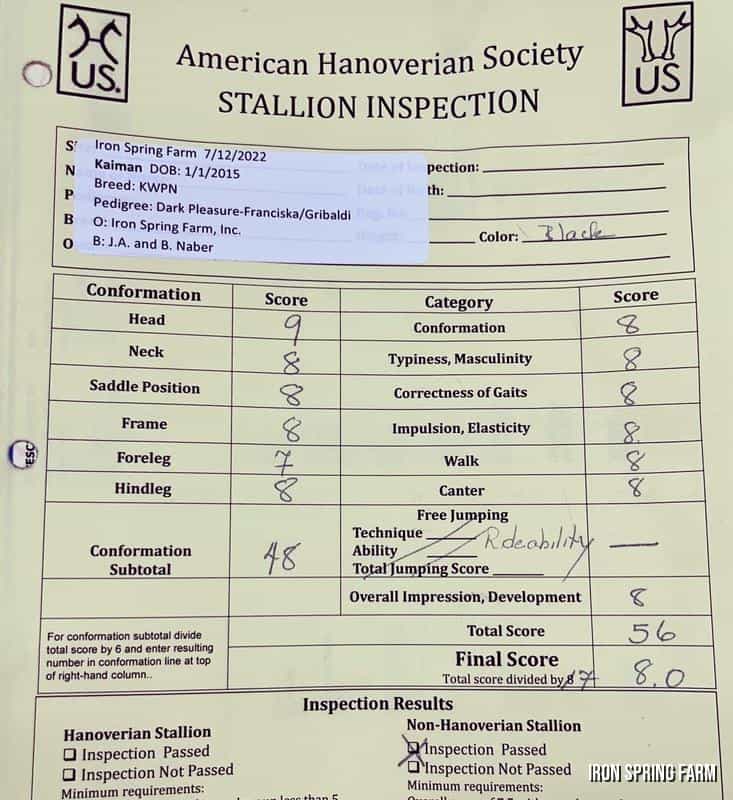 US.
US
American Hanoverian Society
STALLION INSPECTION
Iron Spring Farm 7/12/2022
Kaiman DOB: 1/1/2015
Breed: KWPN
Pedigree: Dark Pleasure-Franciska/Gribaldi
O: Iron Spring Farm, Inc.
B: J.A. and B. Naber
Color: Black
Conformation Score Category Score
Head 9 Conformation 8
Neck 8 Typiness, Masculinity 8
Saddle Position 8 Correctness of Gaits 8
Frame 8 Impulsion, Elasticity 8
Foreleg 7 Walk 8
Hindleg 8 Canter 8
Free Jumping
Technique
Ability
Total Jumping Score
Rdeability —
Conformation
Subtotal 48
Overall Impression, Development 8
For conformation subtotal divide
total score by 6 and enter resulting
number in conformation line at top
of right-hand column..
Total Score 56
Final Score
Total score divided by 8 7 8.0
Inspection Results
Hanoverian Stallion
❑ Inspection Passed
❑ Inspection Not Passed
Minimum requirements:
Non-Hanoverian Stallion
❑ Inspection Passed
❑ Inspection Not Passed
Minimum requirements:
ESC
IRON SPRING FARM